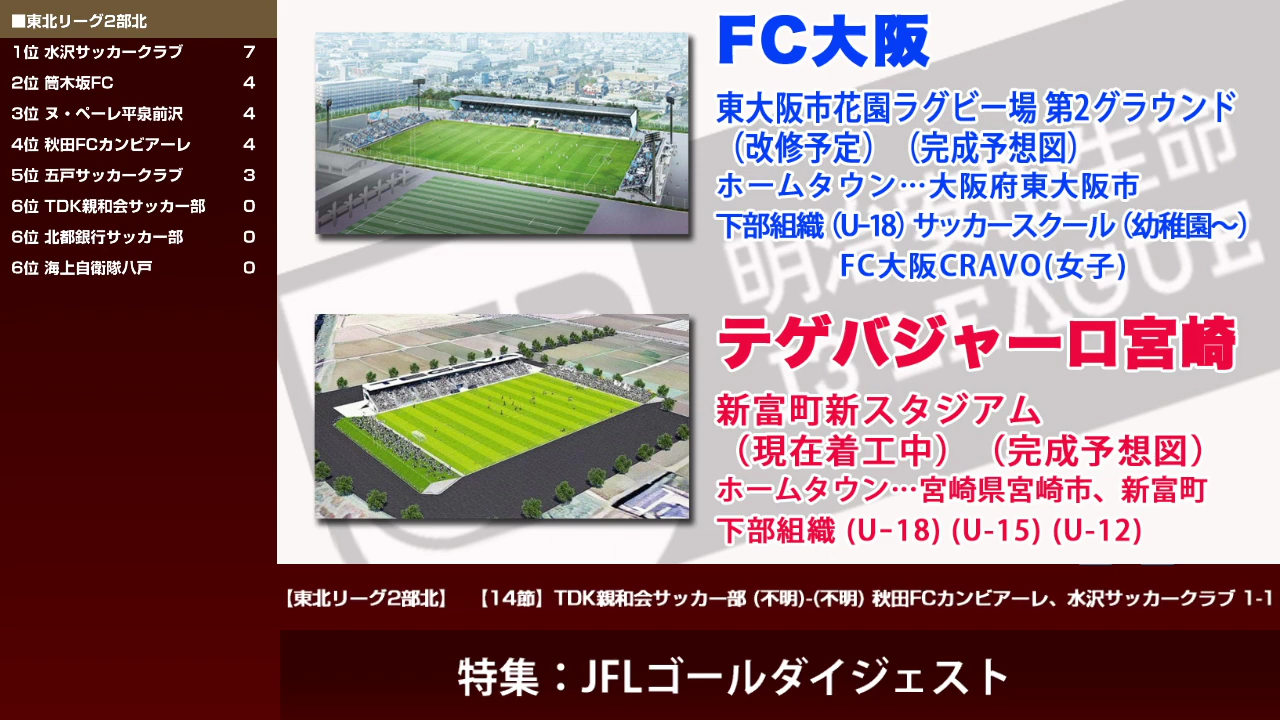 ■東北リーグ2部北
1位 水沢サッカークラブ 7
2位 筒木坂FC 4
3位 ヌ・ペーレ平泉前沢 4
4位 秋田FCカンビアーレ 4
5位 五戸サッカークラブ 3
6位 TDK親和会サッカー部 0
6位 北都銀行サッカー部 0
6位 海上自衛隊八戸 0
FC大阪
東大阪市花園ラグビー場 第2グラウンド
（改修予定）（完成予想図）
ホームタウン…大阪府東大阪市
下部組織（U-18）サッカースクール（幼稚園〜）
FC大阪CRAVO(女子)
テゲバジャーロ宮崎
新富町新スタジアム
（現在着工中）（完成予想図）
ホームタウン…宮崎県宮崎市、新富町
下部組織 (U-18) (U-15) (U-12)
【東北リーグ2部北】 【14節】TDK親和会サッカー部 (不明)-(不明) 秋田FCカンビアーレ、水沢サッカークラブ 1-1
特集：JFLゴールダイジェスト